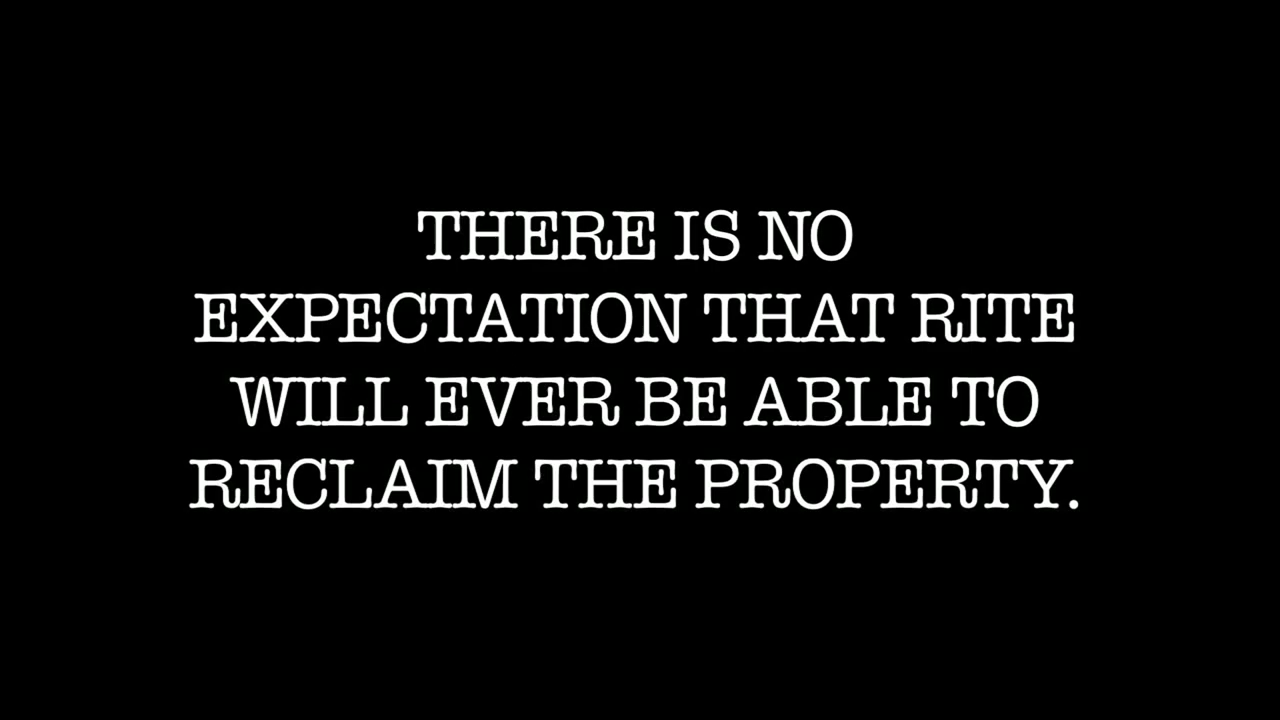 THERE IS NO
EXPECTATION THAT RITE
WILL EVER BE ABLE TO
RECLAIM THE PROPERTY.